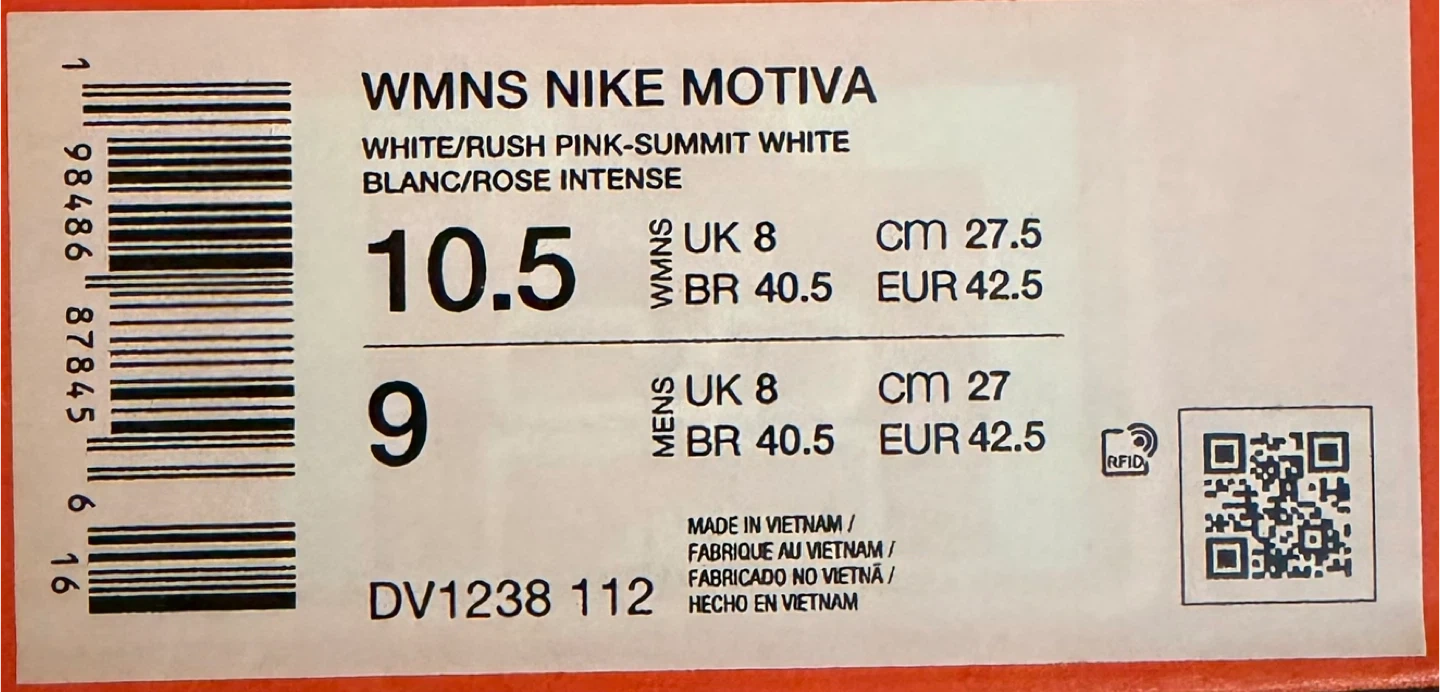 WMNS NIKE MOTIVA
WHITE/RUSH PINK-SUMMIT WHITE
BLANC/ROSE INTENSE
10.5
WMNS
UK 8
CM 27.5
BR 40.5
EUR 42.5
9
MENS
UK 8
CM 27
BR 40.5
EUR 42.5
RFID
MADE IN VIETNAM /
FABRIQUE AU VIETNAM /
FABRICADO NO VIETNÃ /
HECHO EN VIETNAM
DV1238 112
1 98486 87845 6
16